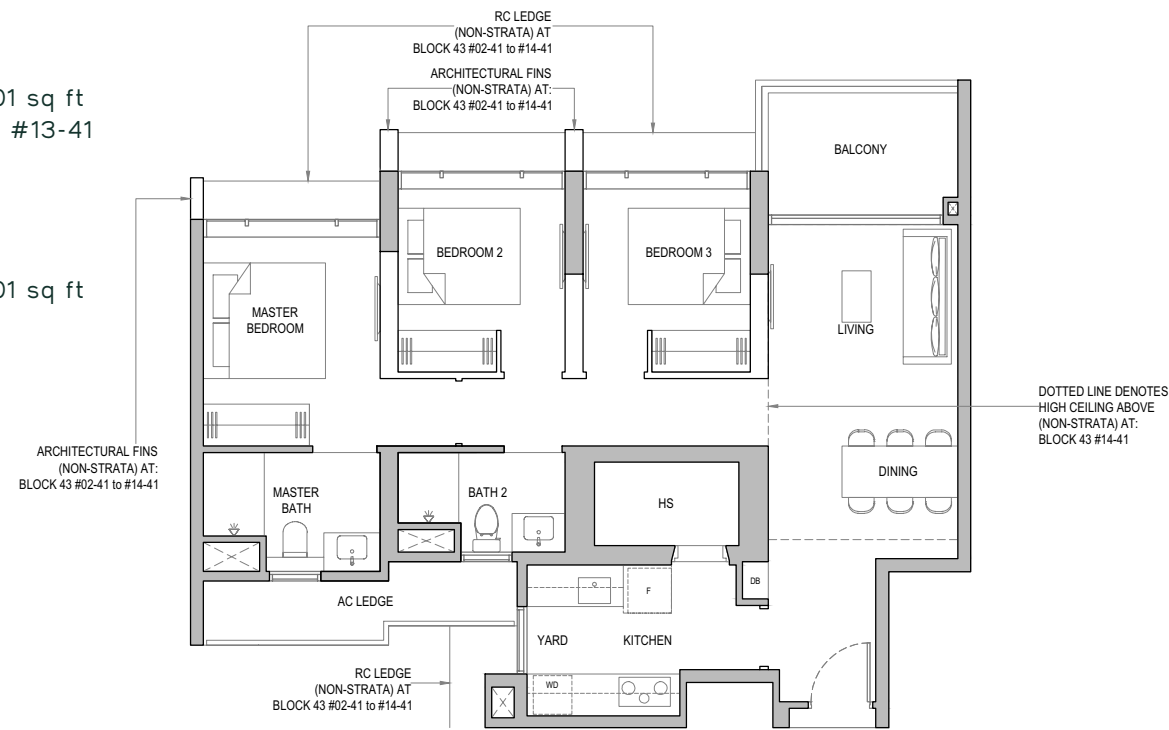 RC LEDGE
(NON-STRATA) AT
BLOCK 43 #02-41 to #14-41
ARCHITECTURAL FINS
(NON-STRATA) AT:
BLOCK 43 #02-41 to #14-41
01 sq ft
#13-41
BALCONY
01 sq ft
MASTER
BEDROOM
BEDROOM 2
BEDROOM 3
LIVING
DOTTED LINE DENOTES
HIGH CEILING ABOVE
(NON-STRATA) AT:
BLOCK 43 #14-41
ARCHITECTURAL FINS
(NON-STRATA) AT:
BLOCK 43 #02-41 to #14-41
MASTER
BATH
BATH 2
HS
DINING
AC LEDGE
F
DB
YARD
KITCHEN
WD
RC LEDGE
(NON-STRATA) AT
BLOCK 43 #02-41 to #14-41